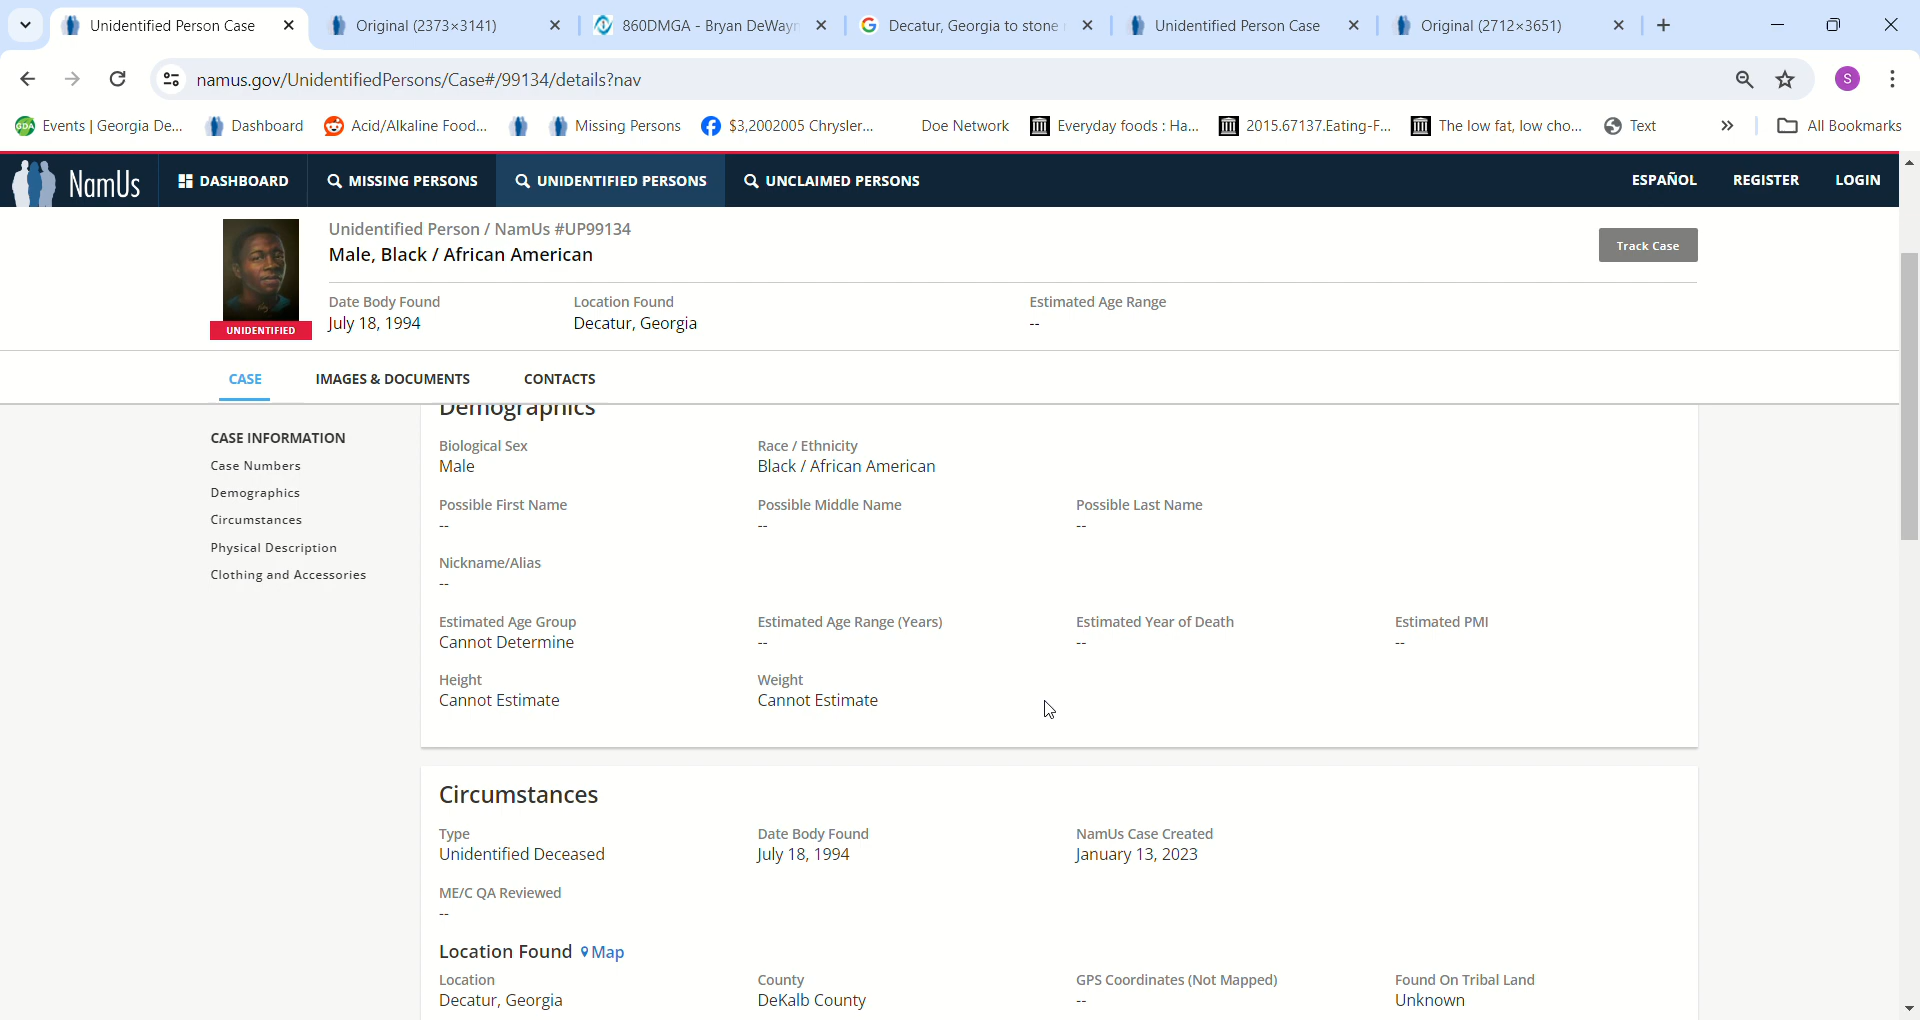 Unidentified Person Case
Original (2373×3141)
860DMGA - Bryan DeWayn
Decatur, Georgia to stone
Unidentified Person Case
Original (2712×3651)
namus.gov/UnidentifiedPersons/Case#/99134/details?nav
S
Events | Georgia De...
Dashboard
Acid/Alkaline Food...
Missing Persons
$3,2002005 Chrysler...
Doe Network
Everyday foods : Ha...
2015.67137.Eating-F...
The low fat, low cho...
Text
All Bookmarks
NamUs
DASHBOARD
MISSING PERSONS
UNIDENTIFIED PERSONS
UNCLAIMED PERSONS
ESPAÑOL
REGISTER
LOGIN
UNIDENTIFIED
Unidentified Person / NamUs #UP99134
Male, Black / African American
Track Case
Date Body Found
July 18, 1994
Location Found
Decatur, Georgia
Estimated Age Range
--
CASE
IMAGES & DOCUMENTS
CONTACTS
CASE INFORMATION
Case Numbers
Demographics
Circumstances
Physical Description
Clothing and Accessories
Demographics
Biological Sex
Male
Race / Ethnicity
Black / African American
Possible First Name
--
Possible Middle Name
--
Possible Last Name
--
Nickname/Alias
--
Estimated Age Group
Cannot Determine
Estimated Age Range (Years)
--
Estimated Year of Death
--
Estimated PMI
--
Height
Cannot Estimate
Weight
Cannot Estimate
Circumstances
Type
Unidentified Deceased
Date Body Found
July 18, 1994
NamUs Case Created
January 13, 2023
ME/C QA Reviewed
--
Location Found Map
Location
Decatur, Georgia
County
DeKalb County
GPS Coordinates (Not Mapped)
--
Found On Tribal Land
Unknown